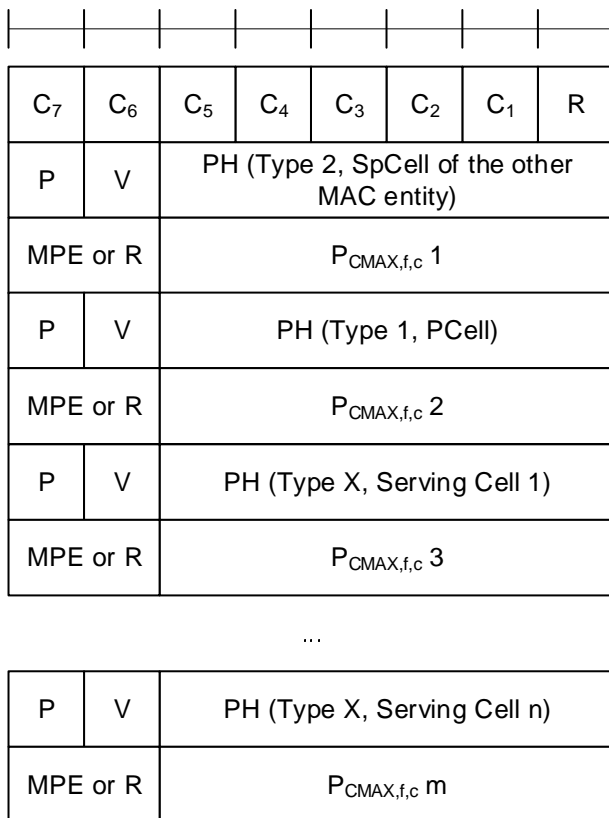 C7 C6 C5 C4 C3 C2 C1 R
P V PH (Type 2, SpCell of the other
MAC entity)
MPE or R PCMAX,f,c 1
P V PH (Type 1, PCell)
MPE or R PCMAX,f,c 2
P V PH (Type X, Serving Cell 1)
MPE or R PCMAX,f,c 3
...
P V PH (Type X, Serving Cell n)
MPE or R PCMAX,f,c m